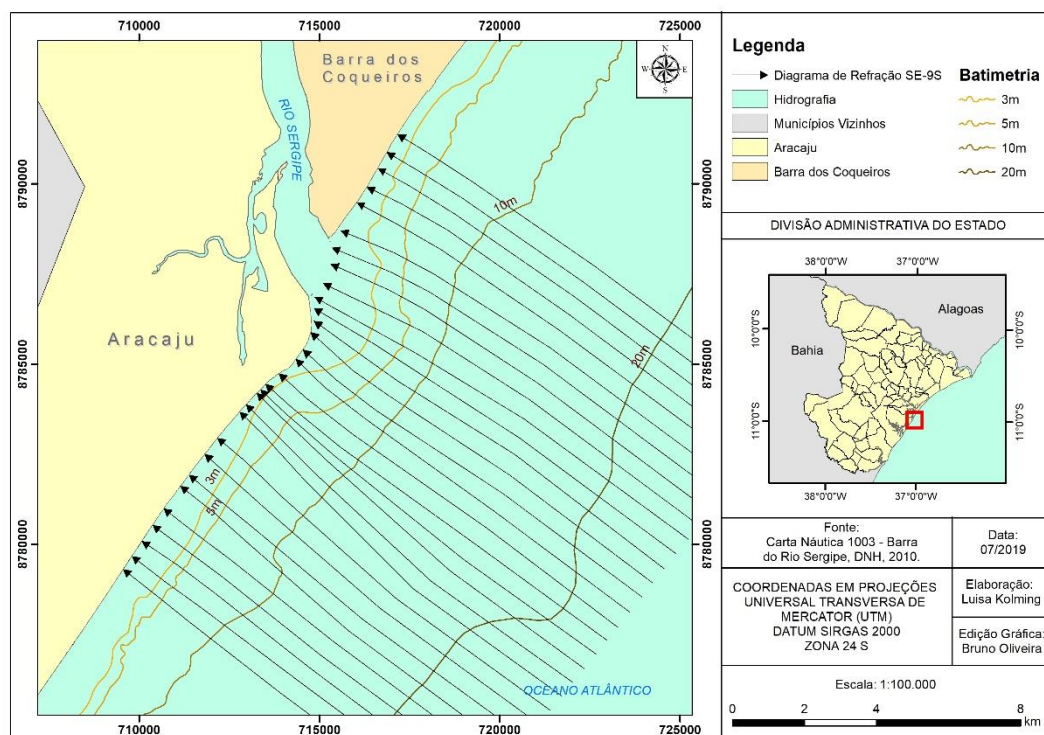 710000
715000
720000
725000
8790000
8785000
8780000
8790000
8785000
8780000
Barra dos
Coqueiros
N
W
E
S
RIO SERGIPE
10m
Aracaju
20m
3m
5m
OCEANO ATLÂNTICO
710000
715000
720000
725000
Legenda
Diagrama de Refração SE-9S
Hidrografia
Municípios Vizinhos
Aracaju
Barra dos Coqueiros
Batimetria
3m
5m
10m
20m
DIVISÃO ADMINISTRATIVA DO ESTADO
38°0'0"W
37°0'0"W
10°0'0"S
11°0'0"S
Alagoas
Bahia
10°0'0"S
11°0'0"S
38°0'0"W
37°0'0"W
Fonte:
Carta Náutica 1003 - Barra
do Rio Sergipe, DNH, 2010.
Data:
07/2019
COORDENADAS EM PROJEÇÕES
UNIVERSAL TRANSVERSA DE
MERCATOR (UTM)
DATUM SIRGAS 2000
ZONA 24 S
Elaboração:
Luisa Kolming
Edição Gráfica:
Bruno Oliveira
Escala: 1:100.000
0
2
4
6
8
km